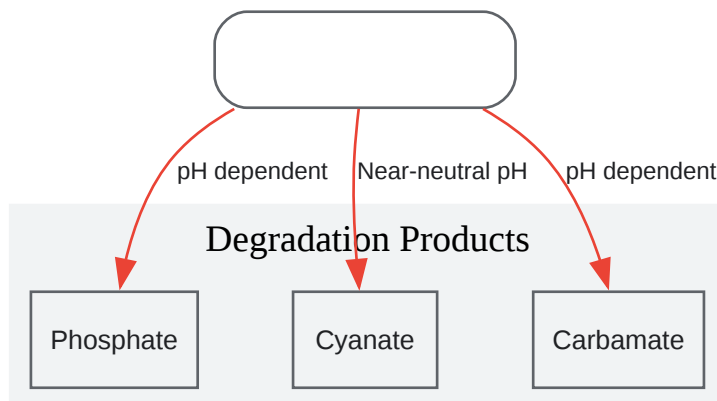 pH dependent
Near-neutral pH
pH dependent
Degradation Products
Phosphate
Cyanate
Carbamate